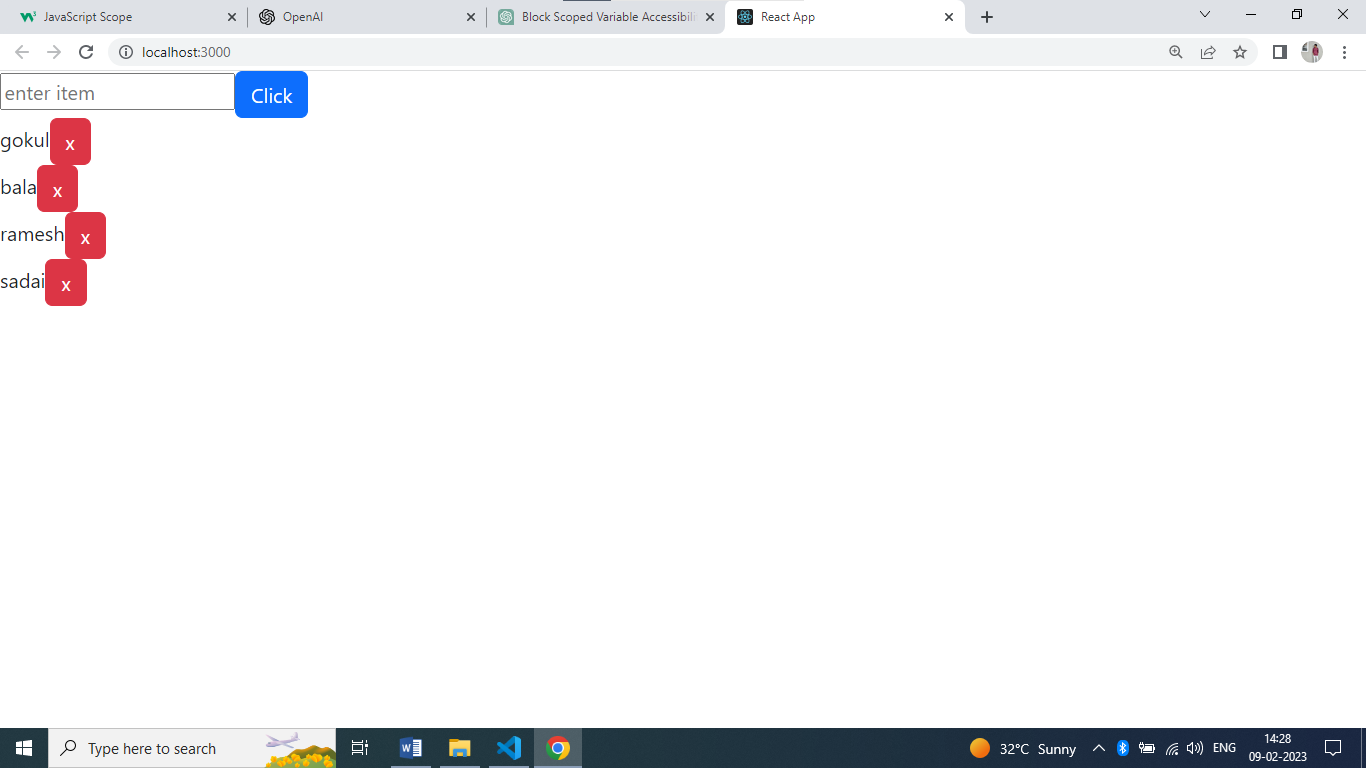 JavaScript Scope
OpenAI
Block Scoped Variable Accessibili
React App
localhost:3000
enter item
Click
gokul x
bala x
ramesh x
sadai x
Type here to search
32°C Sunny
ENG
14:28
09-02-2023